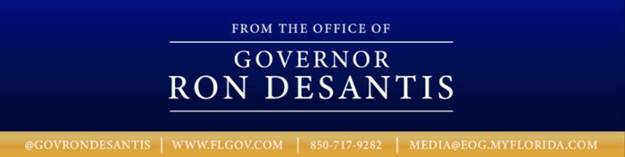 FROM THE OFFICE OF
GOVERNOR
RON DESANTIS
@GOVRONDESANTIS | WWW.FLGOV.COM | 850-717-9282 | MEDIA@EOG.MYFLORIDA.COM